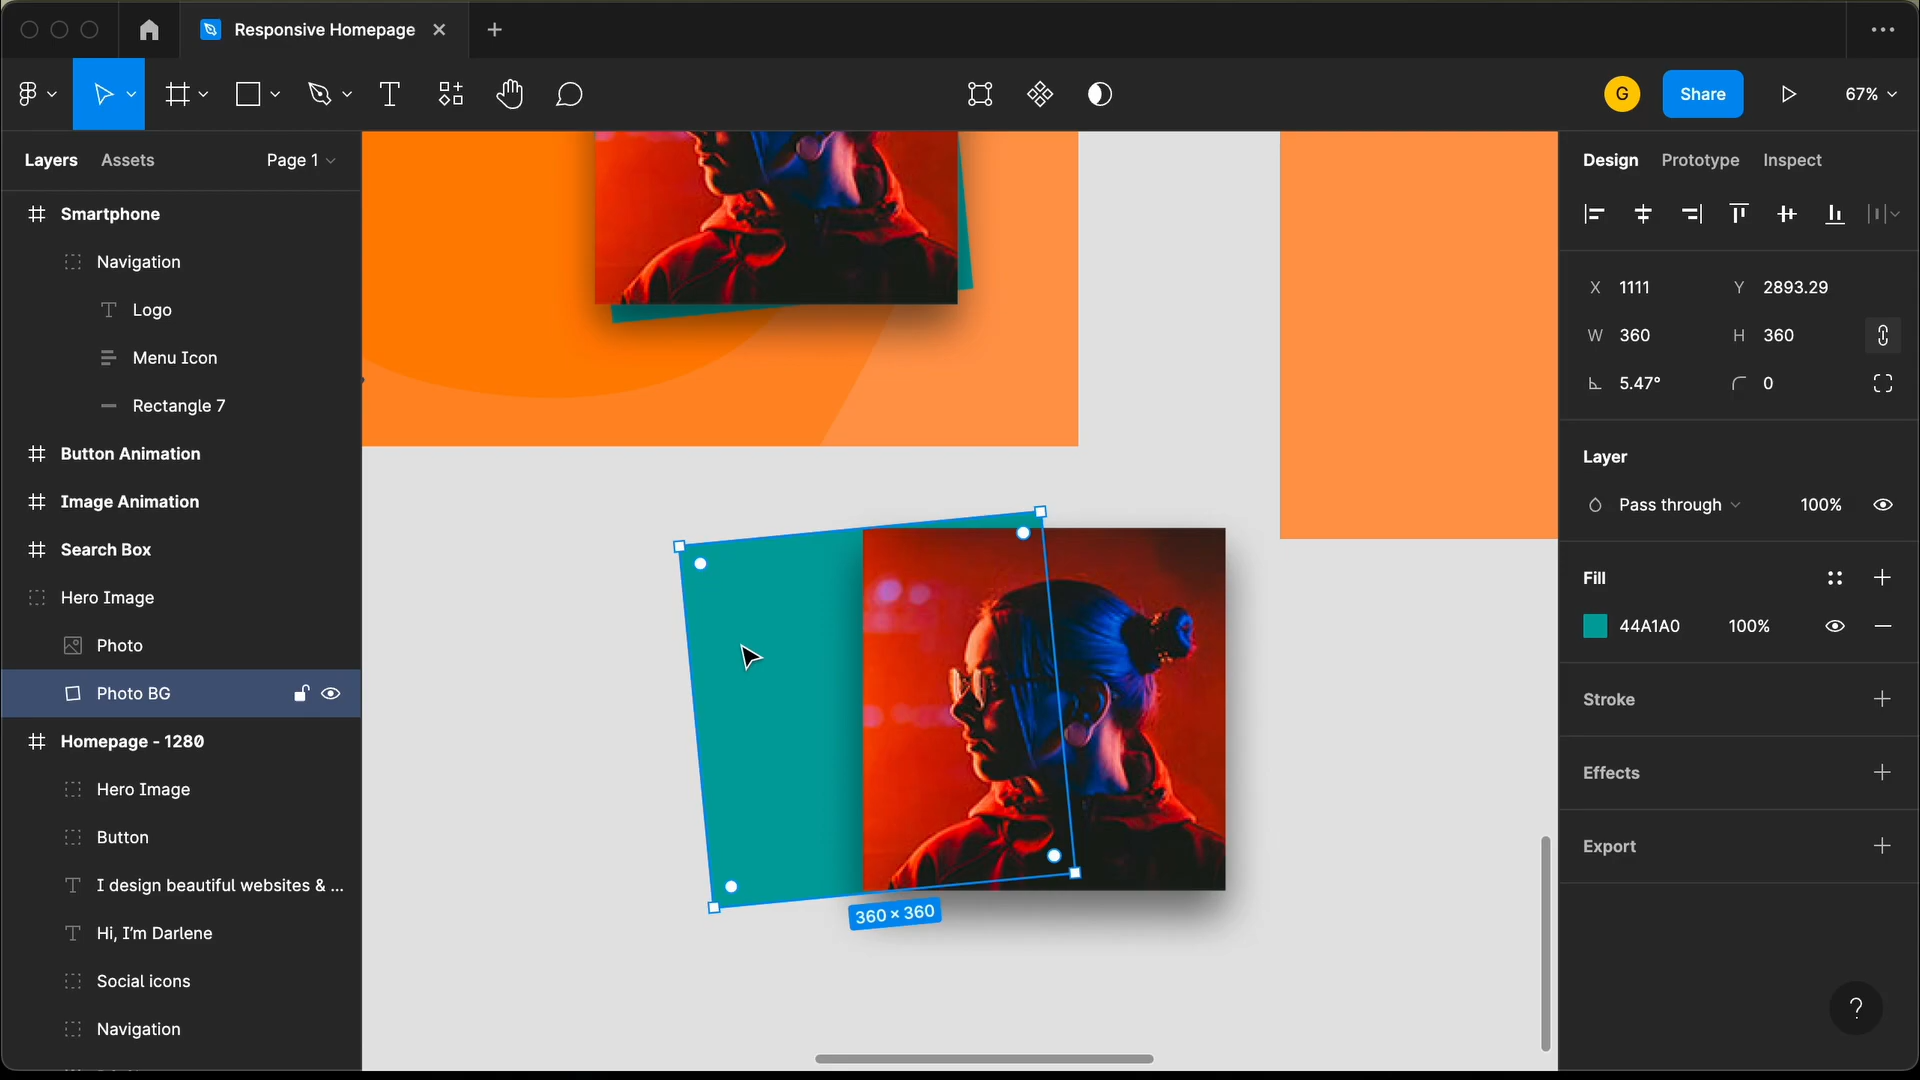 Responsive Homepage
G
Share
67%
Layers
Assets
Page 1
Smartphone
Navigation
Logo
Menu Icon
Rectangle 7
Button Animation
Image Animation
Search Box
Hero Image
Photo
Photo BG
Homepage - 1280
Hero Image
Button
I design beautiful websites & ...
Hi, I'm Darlene
Social icons
Navigation
360 × 360
Design
Prototype
Inspect
X 1111
Y 2893.29
W 360
H 360
5.47°
0
Layer
Pass through
100%
Fill
44A1A0
100%
Stroke
Effects
Export
?